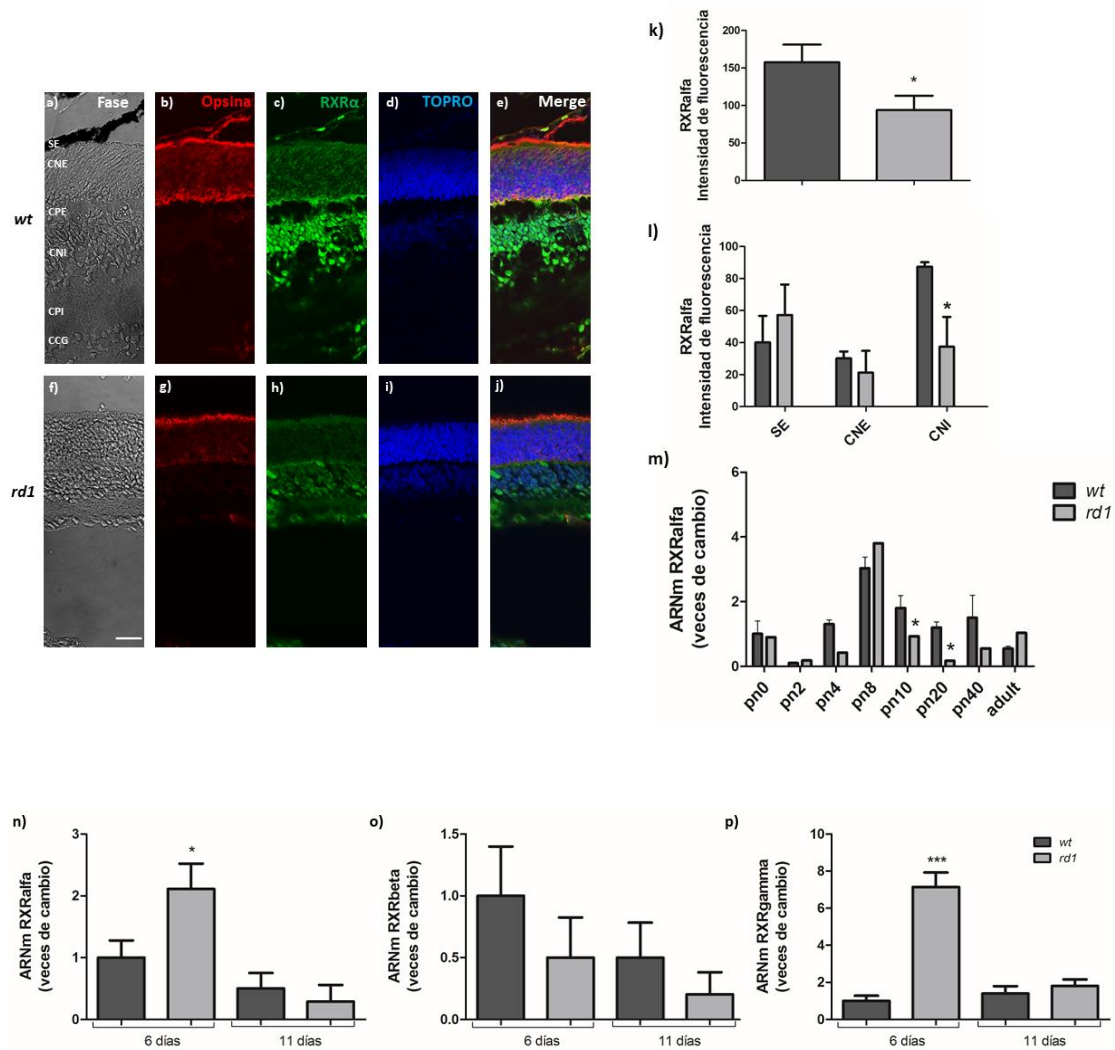 a) Fase
b) Opsina
c) RXRα
d) TOPRO
e) Merge
SE
CNE
CPE
CNI
CPI
CCG
wt
f)
g)
h)
i)
j)
rd1
k)
RXRalfa
Intensidad de fluorescencia
200
150
100
50
0
*
l)
RXRalfa
Intensidad de fluorescencia
100
80
60
40
20
0
*
SE CNE CNI
m)
ARNm RXRalfa
(veces de cambio)
6
4
2
0
* *
pn0 pn2 pn4 pn8 pn10 pn20 pn40 adult
wt
rd1
n)
ARNm RXRalfa
(veces de cambio)
3
2
1
0
*
6 días 11 días
o)
ARNm RXRbeta
(veces de cambio)
1.5
1.0
0.5
0.0
6 días 11 días
p)
ARNm RXRgamma
(veces de cambio)
10
8
6
4
2
0
***
wt
rd1
6 días 11 días